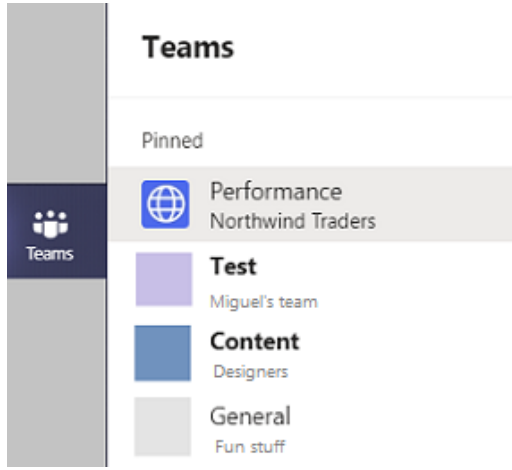 Teams
Pinned
Teams
Performance
Northwind Traders
Test
Miguel's team
Content
Designers
General
Fun stuff